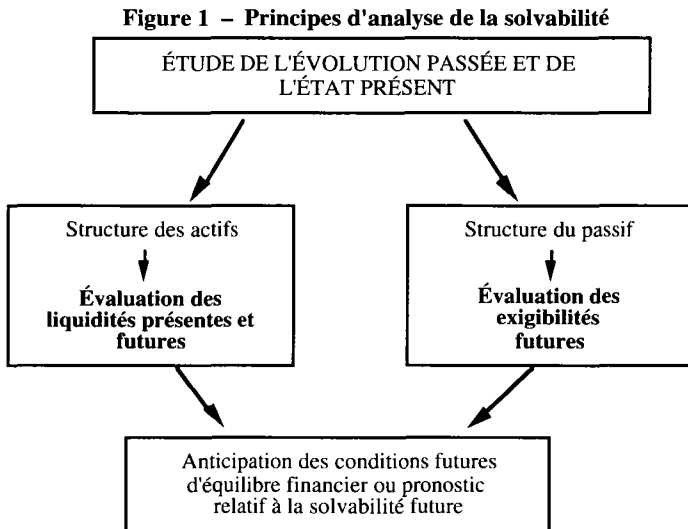 Figure 1 – Principes d'analyse de la solvabilité
ÉTUDE DE L'ÉVOLUTION PASSÉE ET DE
L'ÉTAT PRÉSENT
Structure des actifs
Évaluation des
liquidités présentes et
futures
Structure du passif
Évaluation des
exigibilités
futures
Anticipation des conditions futures
d'équilibre financier ou pronostic
relatif à la solvabilité future